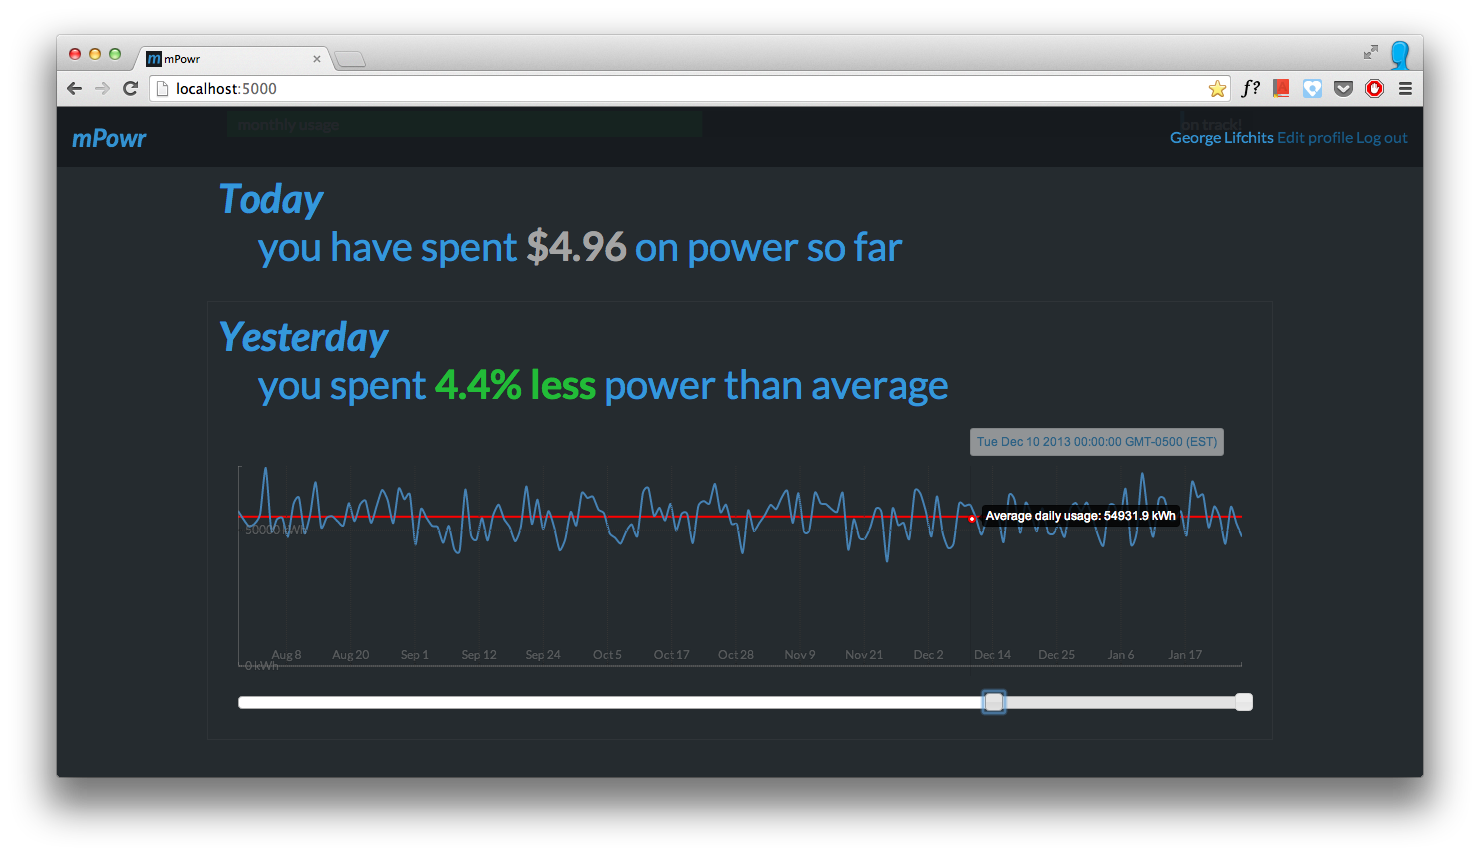 mPowr
localhost:5000
f?
mPowr
monthly usage
on track!
George Lifchits Edit profile Log out
Today
you have spent $4.96 on power so far
Yesterday
you spent 4.4% less power than average
Tue Dec 10 2013 00:00:00 GMT-0500 (EST)
Average daily usage: 54931.9 kWh
50000 kWh
Aug 8 Aug 20 Sep 1 Sep 12 Sep 24 Oct 5 Oct 17 Oct 28 Nov 9 Nov 21 Dec 2 Dec 14 Dec 25 Jan 6 Jan 17
0 kWh